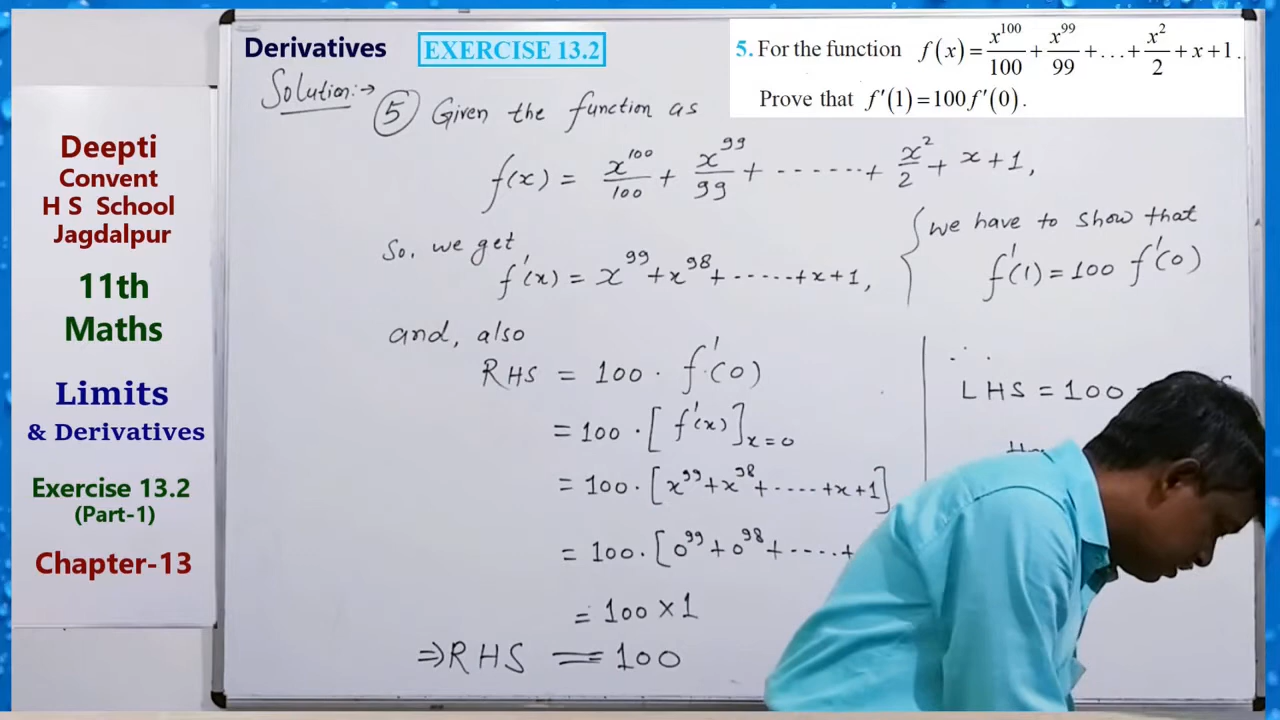 Derivatives EXERCISE 13.2
5. For the function f(x) = x^100/100 + x^99/99 + ... + x^2/2 + x + 1.
Prove that f′(1) = 100 f′(0).
Deepti
Convent
H S School
Jagdalpur
11th
Maths
Limits
& Derivatives
Exercise 13.2
(Part-1)
Chapter-13
Solution:→
⑤ Given the function as
f(x) = x^100/100 + x^99/99 + ------ + x^2/2 + x + 1,
So, we get
f′(x) = x^99 + x^98 + ----- + x + 1,
{ we have to show that
f′(1) = 100 f′(0)
and, also
RHS = 100 · f′(0)
= 100 · [f′(x)]x=0
= 100 · [x^99 + x^98 + ---- + x + 1]
= 100 · [0^99 + 0^98 + ---- +
= 100 × 1
⇒ RHS = 100
∴
LHS = 100 =